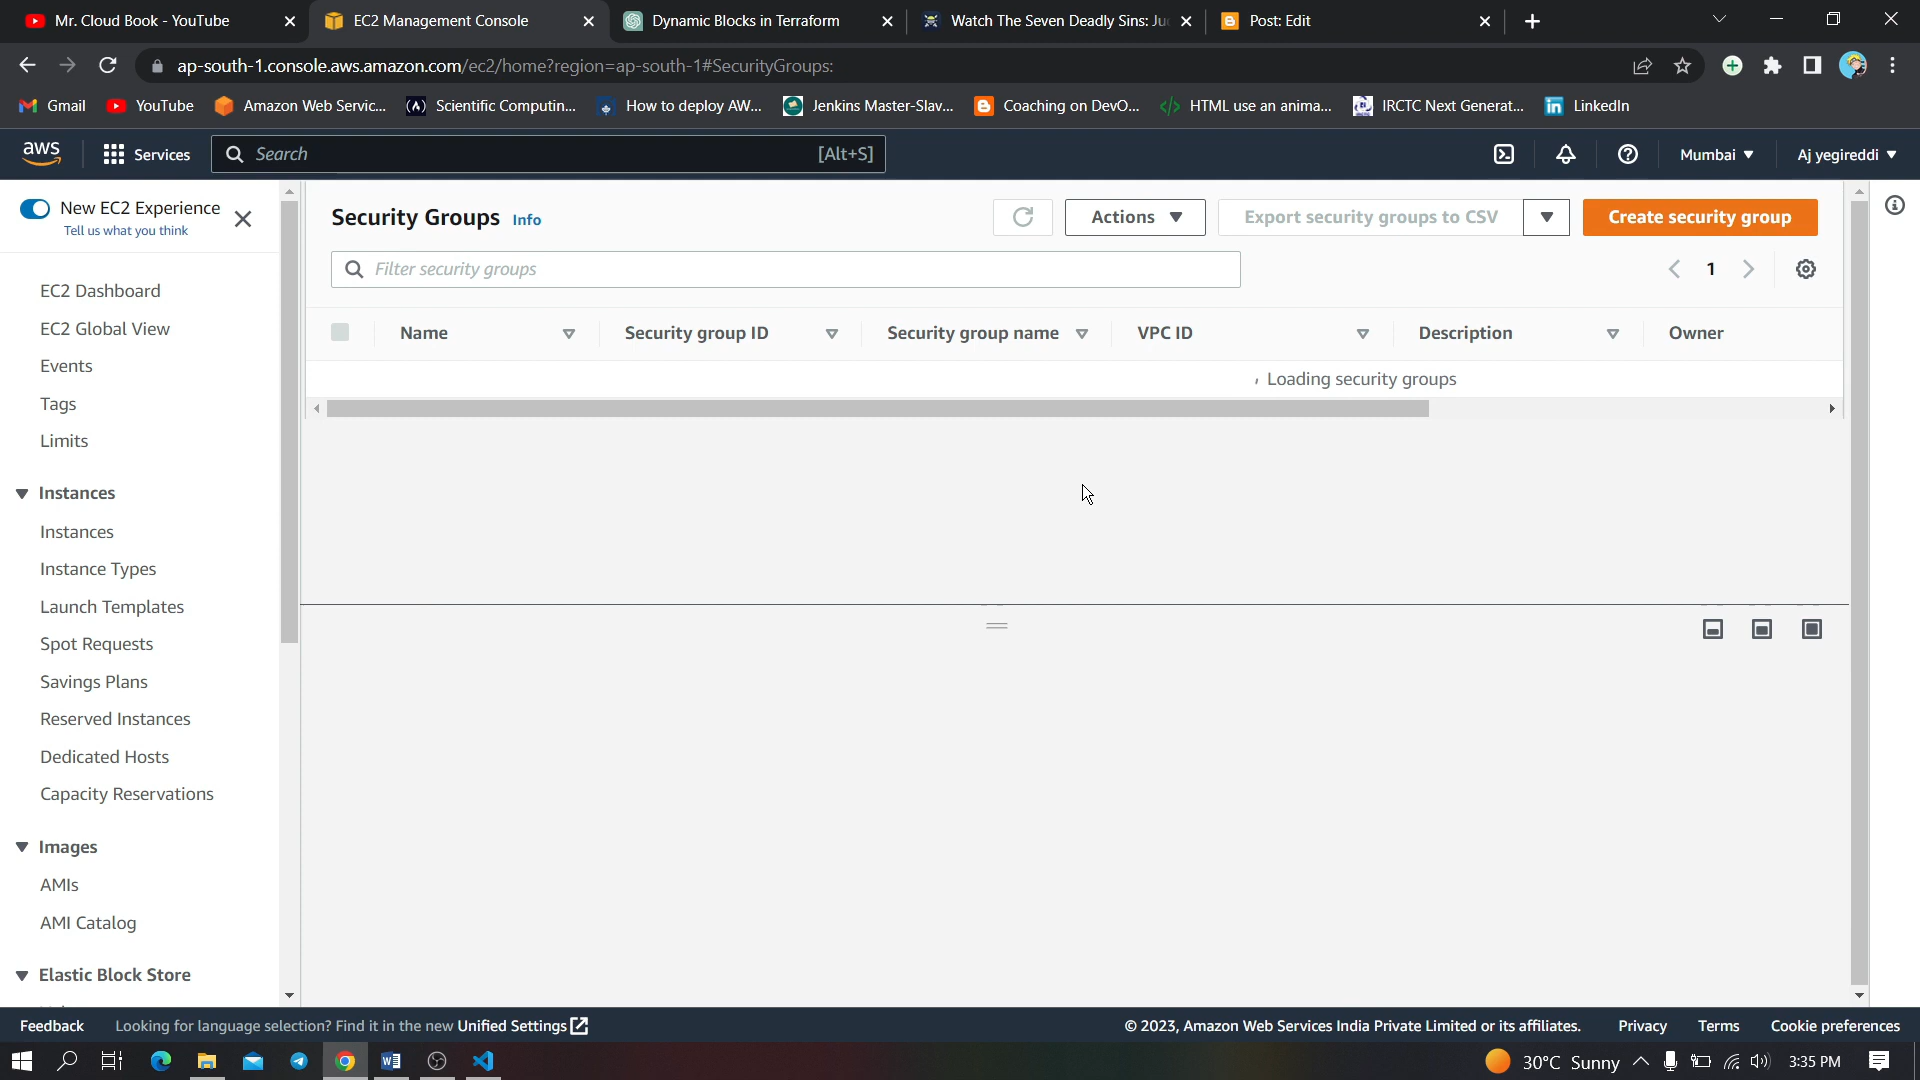 Mr. Cloud Book - YouTube
EC2 Management Console
Dynamic Blocks in Terraform
Watch The Seven Deadly Sins: Ju
Post: Edit
ap-south-1.console.aws.amazon.com/ec2/home?region=ap-south-1#SecurityGroups:
Gmail
YouTube
Amazon Web Servic...
Scientific Computin...
How to deploy AW...
Jenkins Master-Slav...
Coaching on DevO...
HTML use an anima...
IRCTC Next Generat...
LinkedIn
aws
Services
Search
[Alt+S]
Mumbai
Aj yegireddi
New EC2 Experience
Tell us what you think
EC2 Dashboard
EC2 Global View
Events
Tags
Limits
Instances
Instances
Instance Types
Launch Templates
Spot Requests
Savings Plans
Reserved Instances
Dedicated Hosts
Capacity Reservations
Images
AMIs
AMI Catalog
Elastic Block Store
Security Groups Info
Actions
Export security groups to CSV
Create security group
Filter security groups
1
Name
Security group ID
Security group name
VPC ID
Description
Owner
Loading security groups
Feedback
Looking for language selection? Find it in the new Unified Settings
© 2023, Amazon Web Services India Private Limited or its affiliates.
Privacy
Terms
Cookie preferences
30°C Sunny
3:35 PM